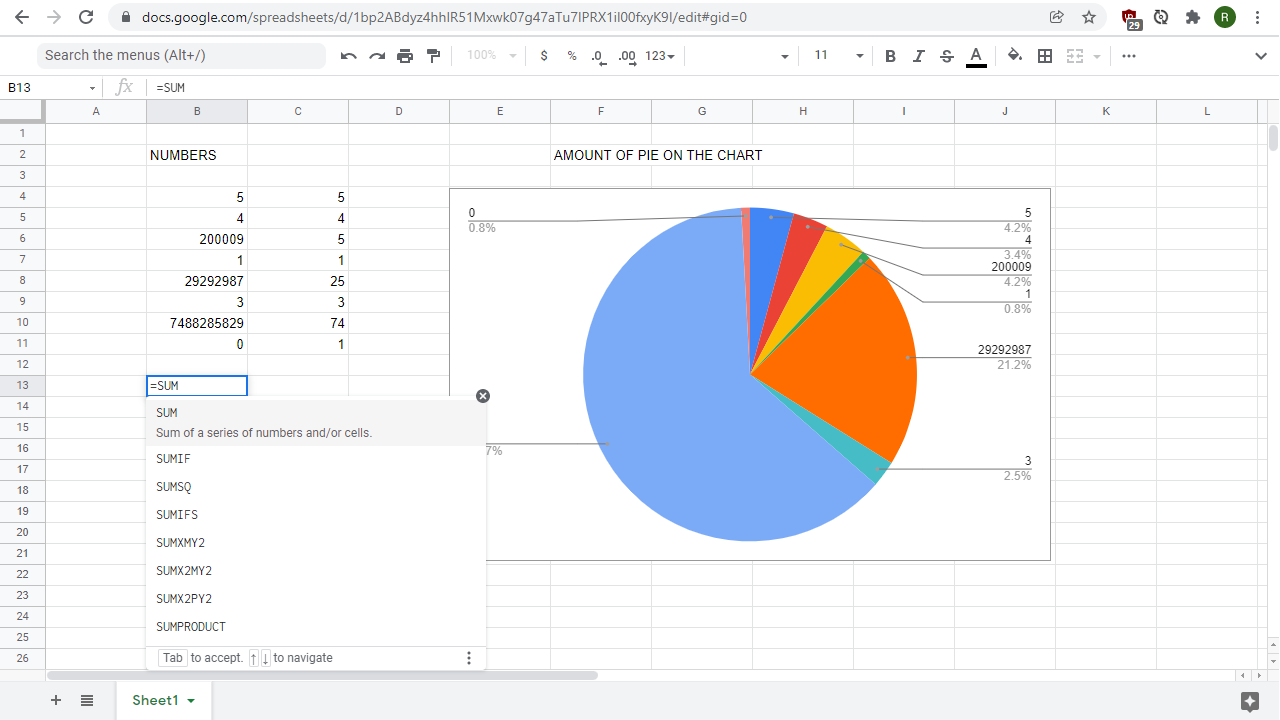 docs.google.com/spreadsheets/d/1bp2ABdyz4hhIR51Mxwk07g47aTu7IPRX1iI00fxyK9I/edit#gid=0
29
R
Search the menus (Alt+/)
100%
$ % .0 .00 123
11
B I S A
B13
fx =SUM
A B C D E F G H I J K L
1
2 NUMBERS AMOUNT OF PIE ON THE CHART
3
4 5 5
5 4 4
6 200009 5
7 1 1
8 29292987 25
9 3 3
10 7488285829 74
11 0 1
12
13 =SUM
14
15
16
17
18
19
20
21
22
23
24
25
26
0
0.8%
5
4.2%
4
3.4%
200009
4.2%
1
0.8%
29292987
21.2%
3
2.5%
7%
SUM
Sum of a series of numbers and/or cells.
SUMIF
SUMSQ
SUMIFS
SUMXMY2
SUMX2MY2
SUMX2PY2
SUMPRODUCT
Tab to accept. ↑ ↓ to navigate
Sheet1